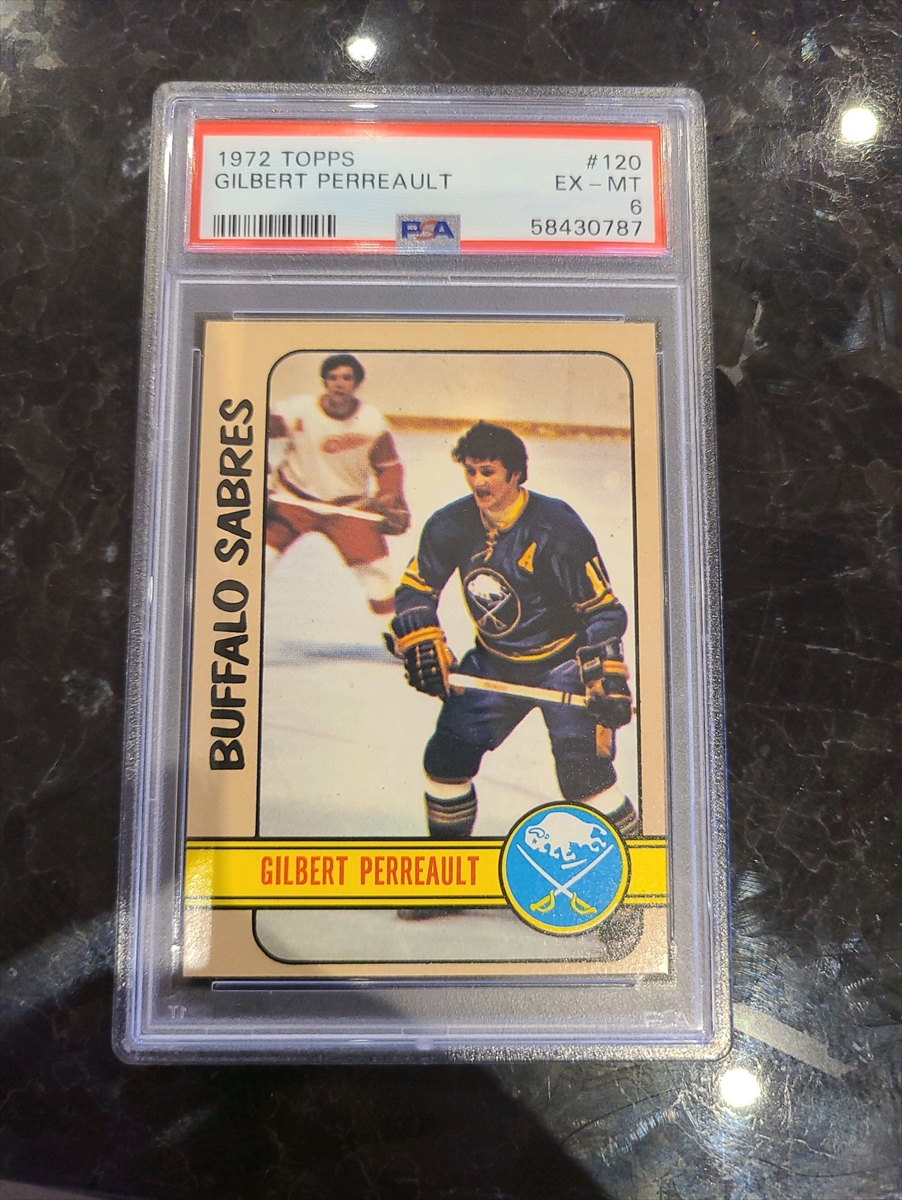 1972 TOPPS #120
GILBERT PERREAULT EX - MT
6
PSA 58430787
BUFFALO SABRES
A
GILBERT PERREAULT